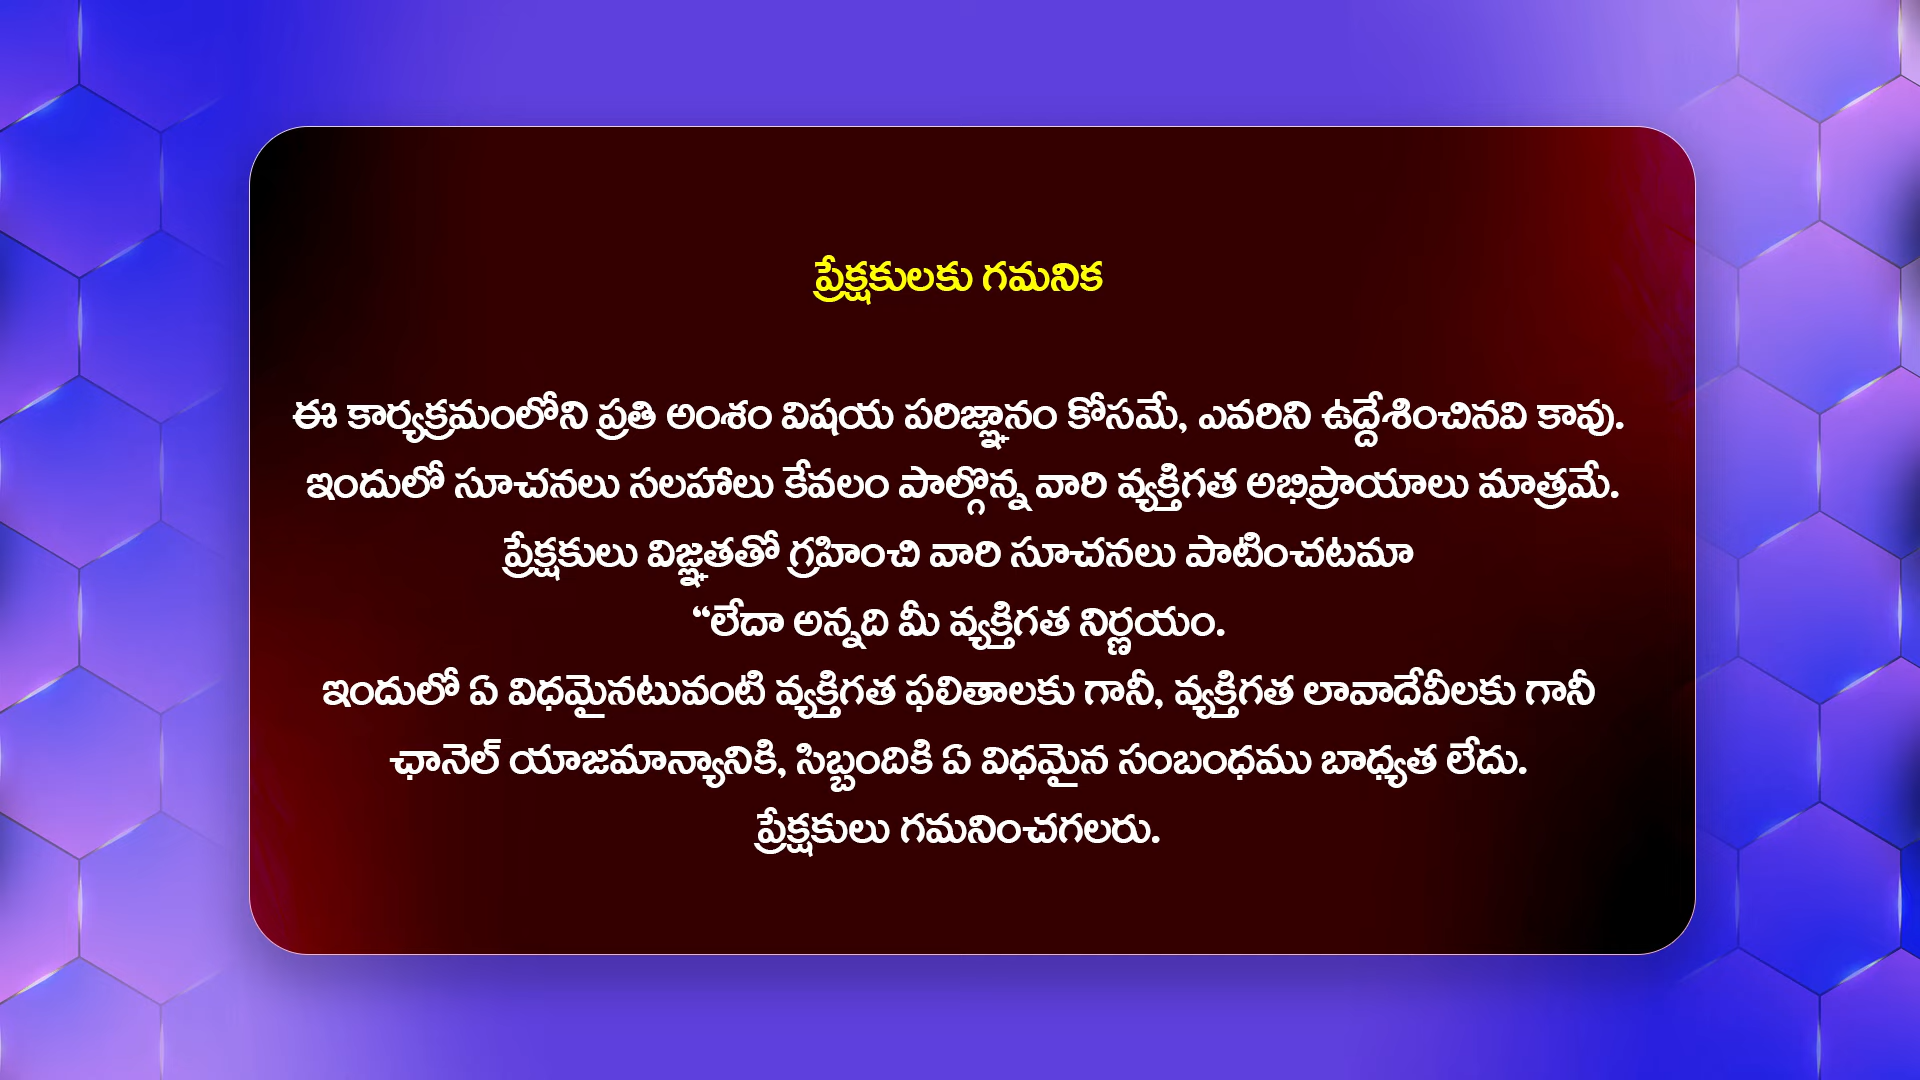 ప్రేక్షకులకు గమనిక
ఈ కార్యక్రమంలోని ప్రతి అంశం విషయ పరిజ్ఞానం కోసమే, ఎవరిని ఉద్దేశించినవి కావు.
ఇందులో సూచనలు సలహాలు కేవలం పాల్గొన్న వారి వ్యక్తిగత అభిప్రాయాలు మాత్రమే.
ప్రేక్షకులు విజ్ఞతతో గ్రహించి వారి సూచనలు పాటించటమా
“లేదా అన్నది మీ వ్యక్తిగత నిర్ణయం.
ఇందులో ఏ విధమైనటువంటి వ్యక్తిగత ఫలితాలకు గానీ, వ్యక్తిగత లావాదేవీలకు గానీ
ఛానెల్ యాజమాన్యానికి, సిబ్బందికి ఏ విధమైన సంబంధము బాధ్యత లేదు.
ప్రేక్షకులు గమనించగలరు.